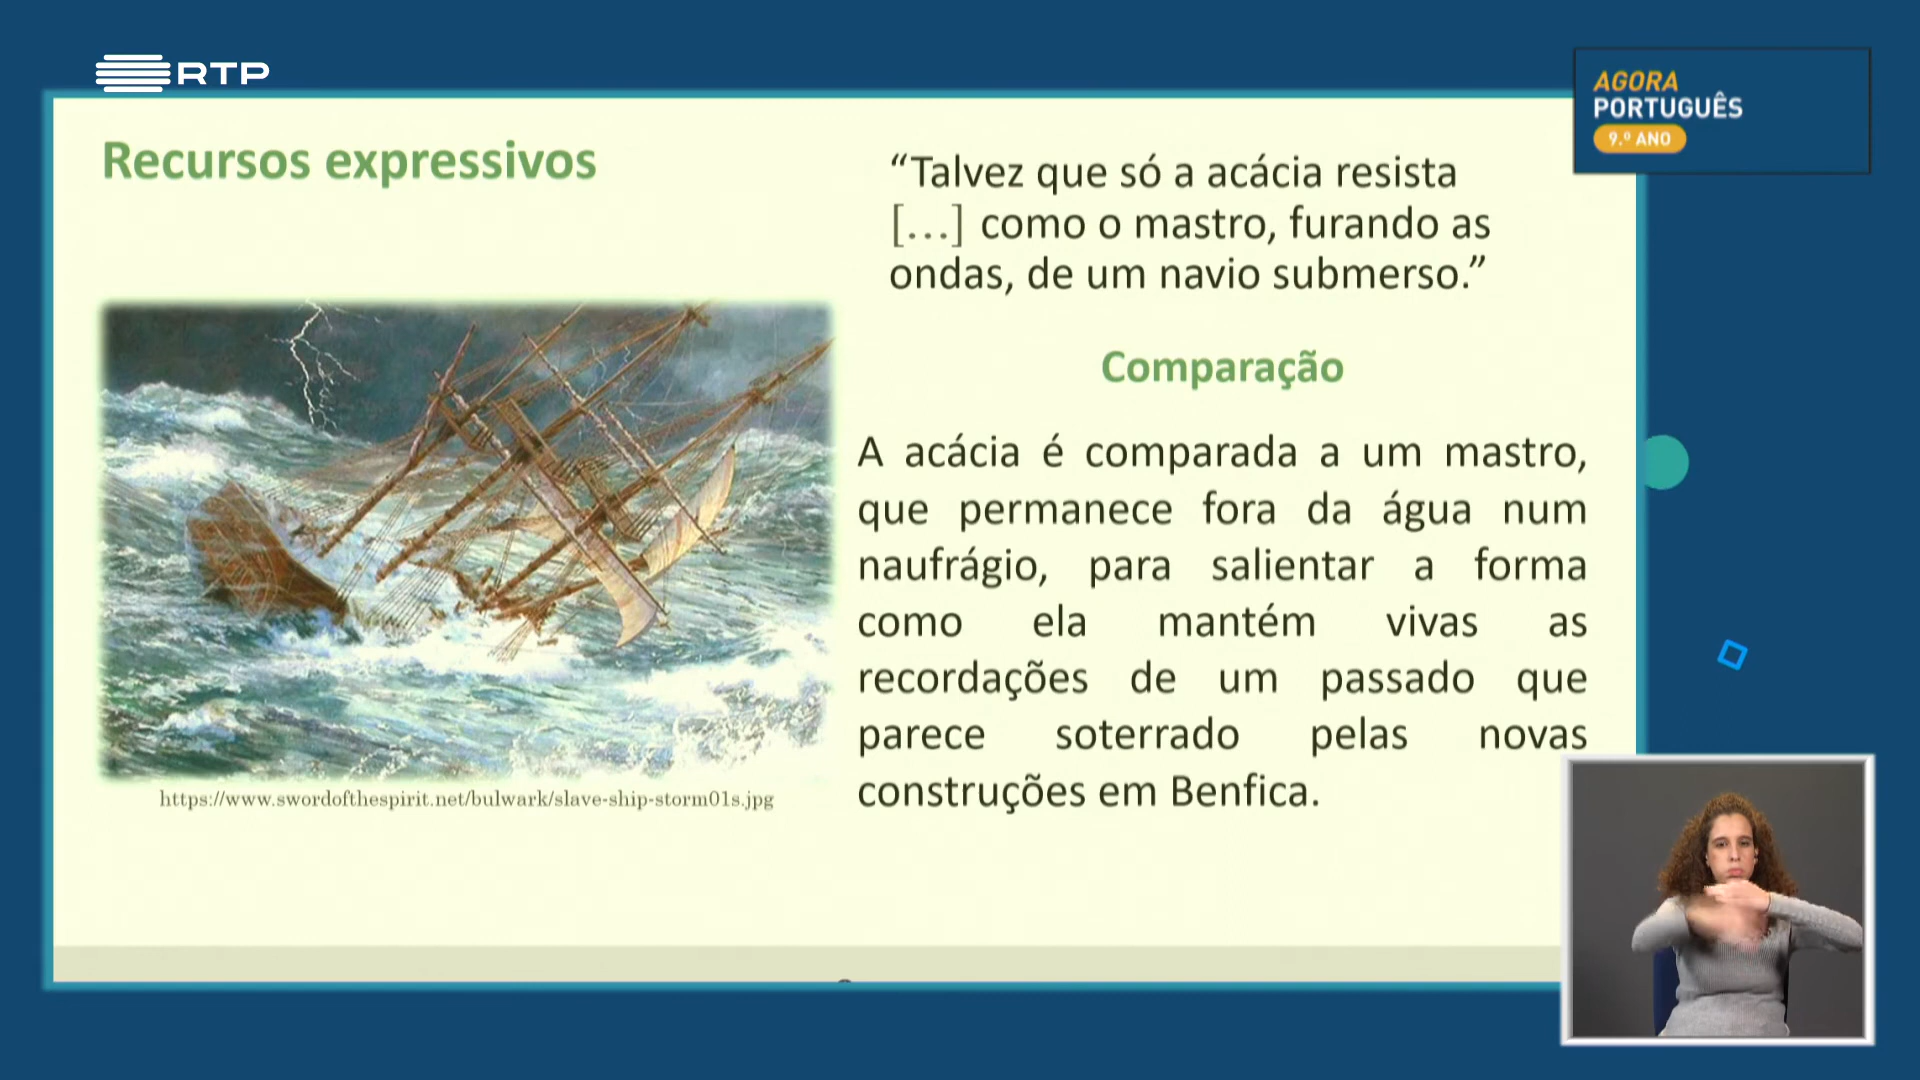 RTP
AGORA
PORTUGUÊS
9.º ANO
Recursos expressivos
“Talvez que só a acácia resista
[…] como o mastro, furando as
ondas, de um navio submerso.”
Comparação
A acácia é comparada a um mastro,
que permanece fora da água num
naufrágio, para salientar a forma
como ela mantém vivas as
recordações de um passado que
parece soterrado pelas novas
construções em Benfica.
https://www.swordofthespirit.net/bulwark/slave-ship-storm01s.jpg